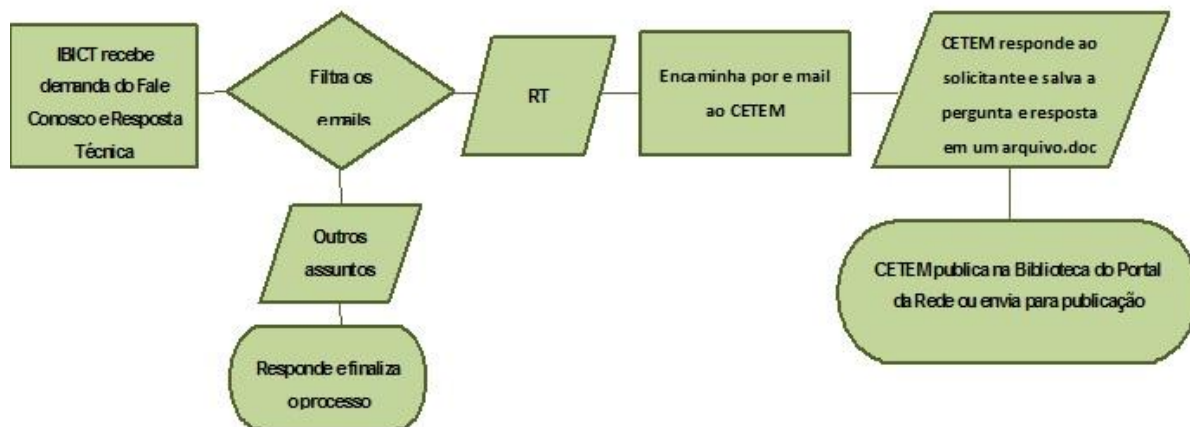 IBICT recebe
demanda do Fale
Conosco e Resposta
Técnica
Filtra os
emails
RT
Encaminha por e mail
ao CETEM
CETEM responde ao
solicitante e salva a
pergunta e resposta
em um arquivo.doc
Outros
assuntos
CETEM publica na Biblioteca do Portal
da Rede ou envia para publicação
Responde e finaliza
o processo